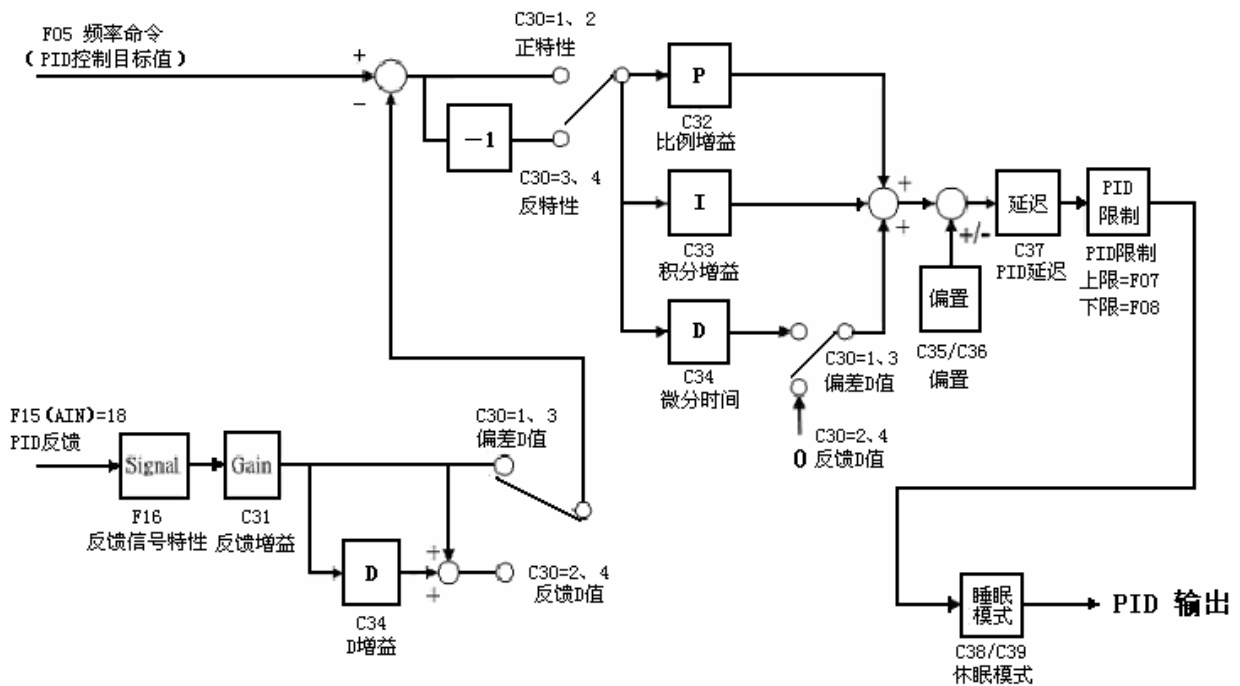 F05 频率命令
(PID控制目标值)
+
−
C30=1、2
正特性
−1
C30=3、4
反特性
P
C32
比例增益
I
C33
积分增益
D
C34
微分时间
+
+
+/-
偏置
C35/C36
偏置
延迟
C37
PID延迟
PID
限制
PID限制
上限=F07
下限=F08
C30=1、3
偏差D值
C30=2、4
0 反馈D值
F15(AIN)=18
PID反馈
Signal
F16
反馈信号特性
Gain
C31
反馈增益
C30=1、3
偏差D值
D
C34
D增益
+
+
C30=2、4
反馈D值
睡眠
模式
C38/C39
休眠模式
PID 输出